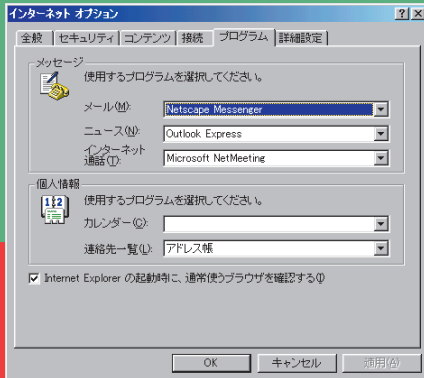 インターネット オプション
全般 セキュリティ コンテンツ 接続 プログラム 詳細設定
メッセージ
使用するプログラムを選択してください。
メール(M): Netscape Messenger
ニュース(N): Outlook Express
インターネット
通話(T): Microsoft NetMeeting
個人情報
使用するプログラムを選択してください。
カレンダー(C):
連絡先一覧(L): アドレス帳
Internet Explorer の起動時に、通常使うブラウザを確認する(I)
OK キャンセル 適用(A)